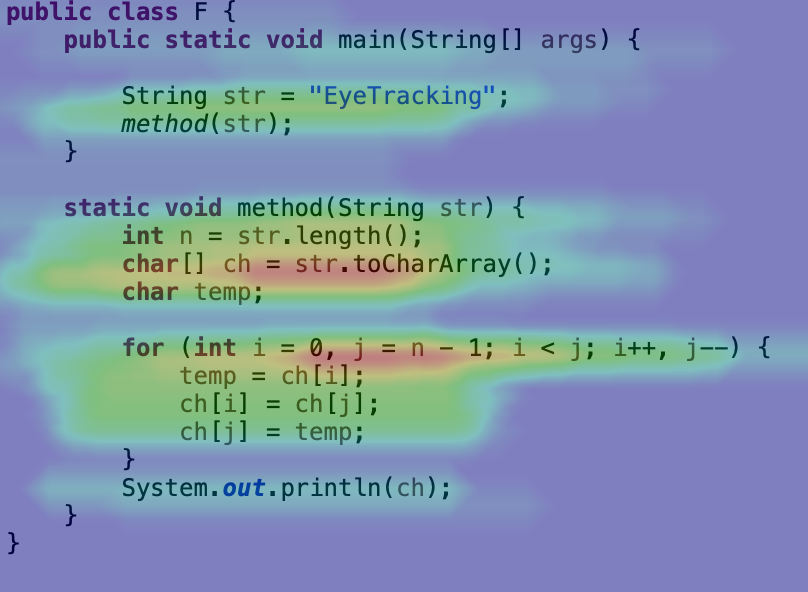 public class F {
    public static void main(String[] args) {
        String str = "EyeTracking";
        method(str);
    }
    static void method(String str) {
        int n = str.length();
        char[] ch = str.toCharArray();
        char temp;
        for (int i = 0, j = n - 1; i < j; i++, j--) {
            temp = ch[i];
            ch[i] = ch[j];
            ch[j] = temp;
        }
        System.out.println(ch);
    }
}